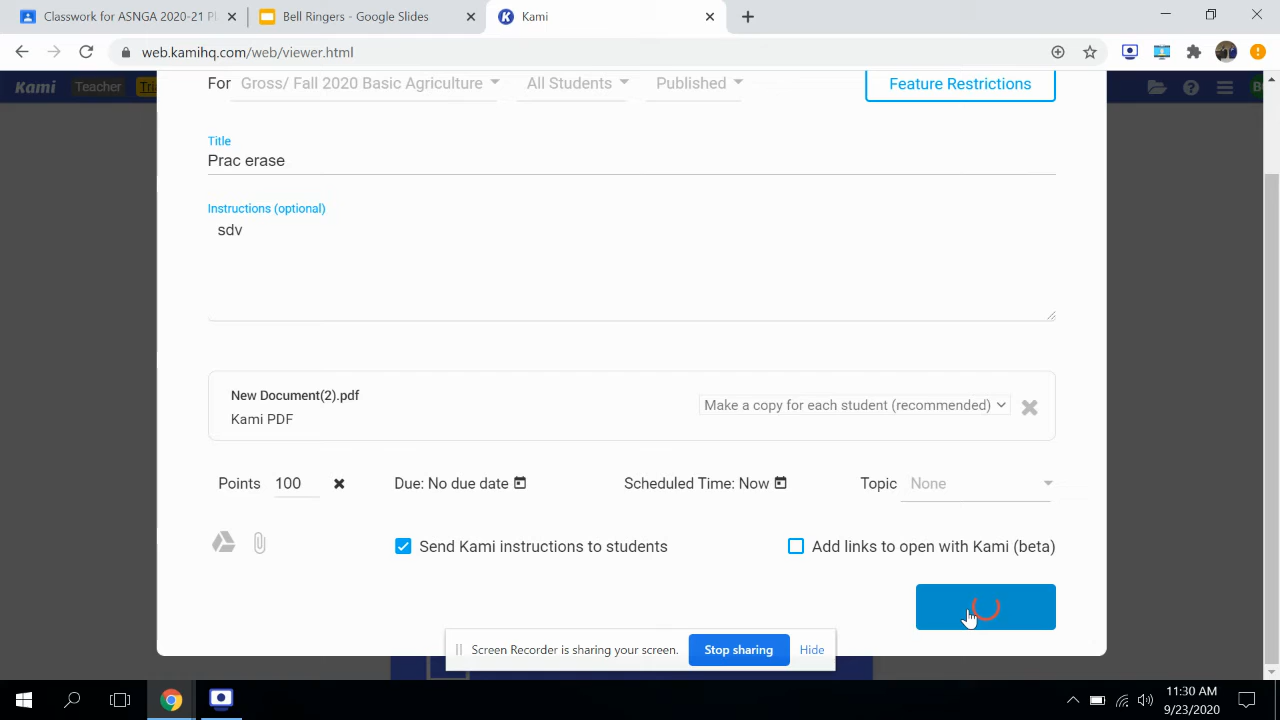 Classwork for ASNGA 2020-21 Pl
Bell Ringers - Google Slides
Kami
web.kamihq.com/web/viewer.html
Kami
Teacher
For
Gross/ Fall 2020 Basic Agriculture
All Students
Published
Feature Restrictions
Title
Prac erase
Instructions (optional)
sdv
New Document(2).pdf
Kami PDF
Make a copy for each student (recommended)
Points 100
Due: No due date
Scheduled Time: Now
Topic
None
Send Kami instructions to students
Add links to open with Kami (beta)
Screen Recorder is sharing your screen.
Stop sharing
Hide
11:30 AM
9/23/2020